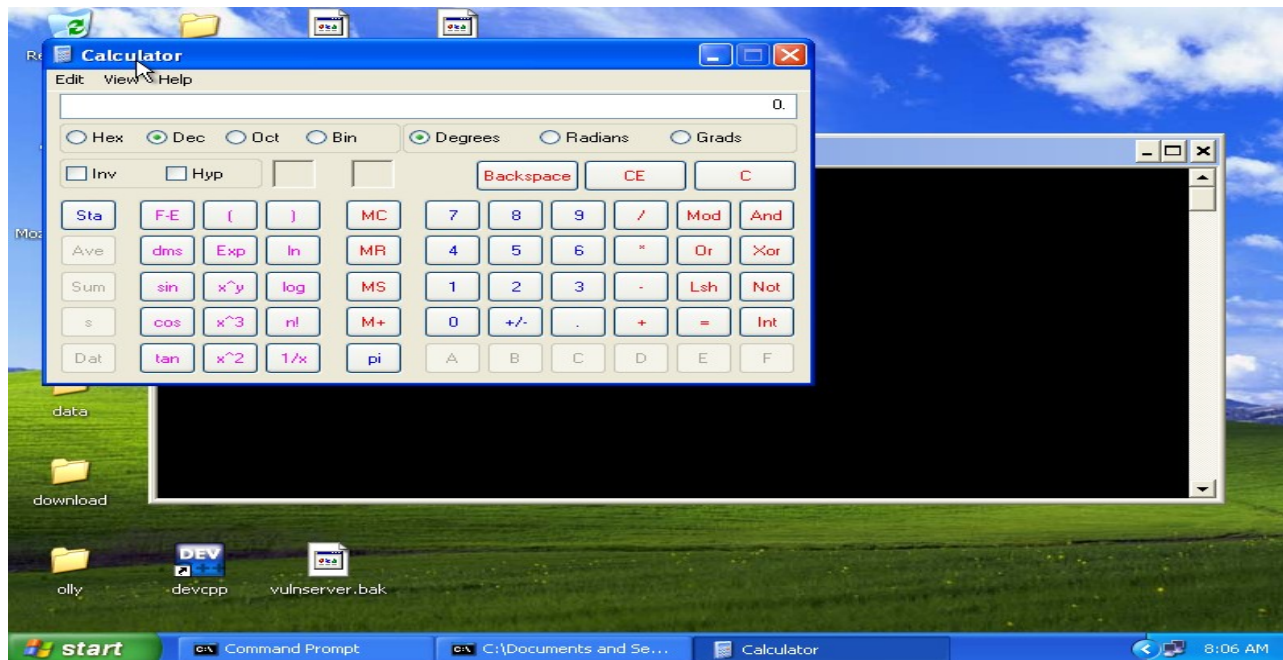 Calculator
Edit View Help
0.
Hex Dec Oct Bin Degrees Radians Grads
Inv Hyp Backspace CE C
Sta F-E ( ) MC 7 8 9 / Mod And
Ave dms Exp ln MR 4 5 6 * Or Xor
Sum sin x^y log MS 1 2 3 - Lsh Not
s cos x^3 n! M+ 0 +/- . + = Int
Dat tan x^2 1/x pi A B C D E F
data
download
olly devcpp vulnserver.bak
DEV
start Command Prompt C:\Documents and Se... Calculator 8:06 AM